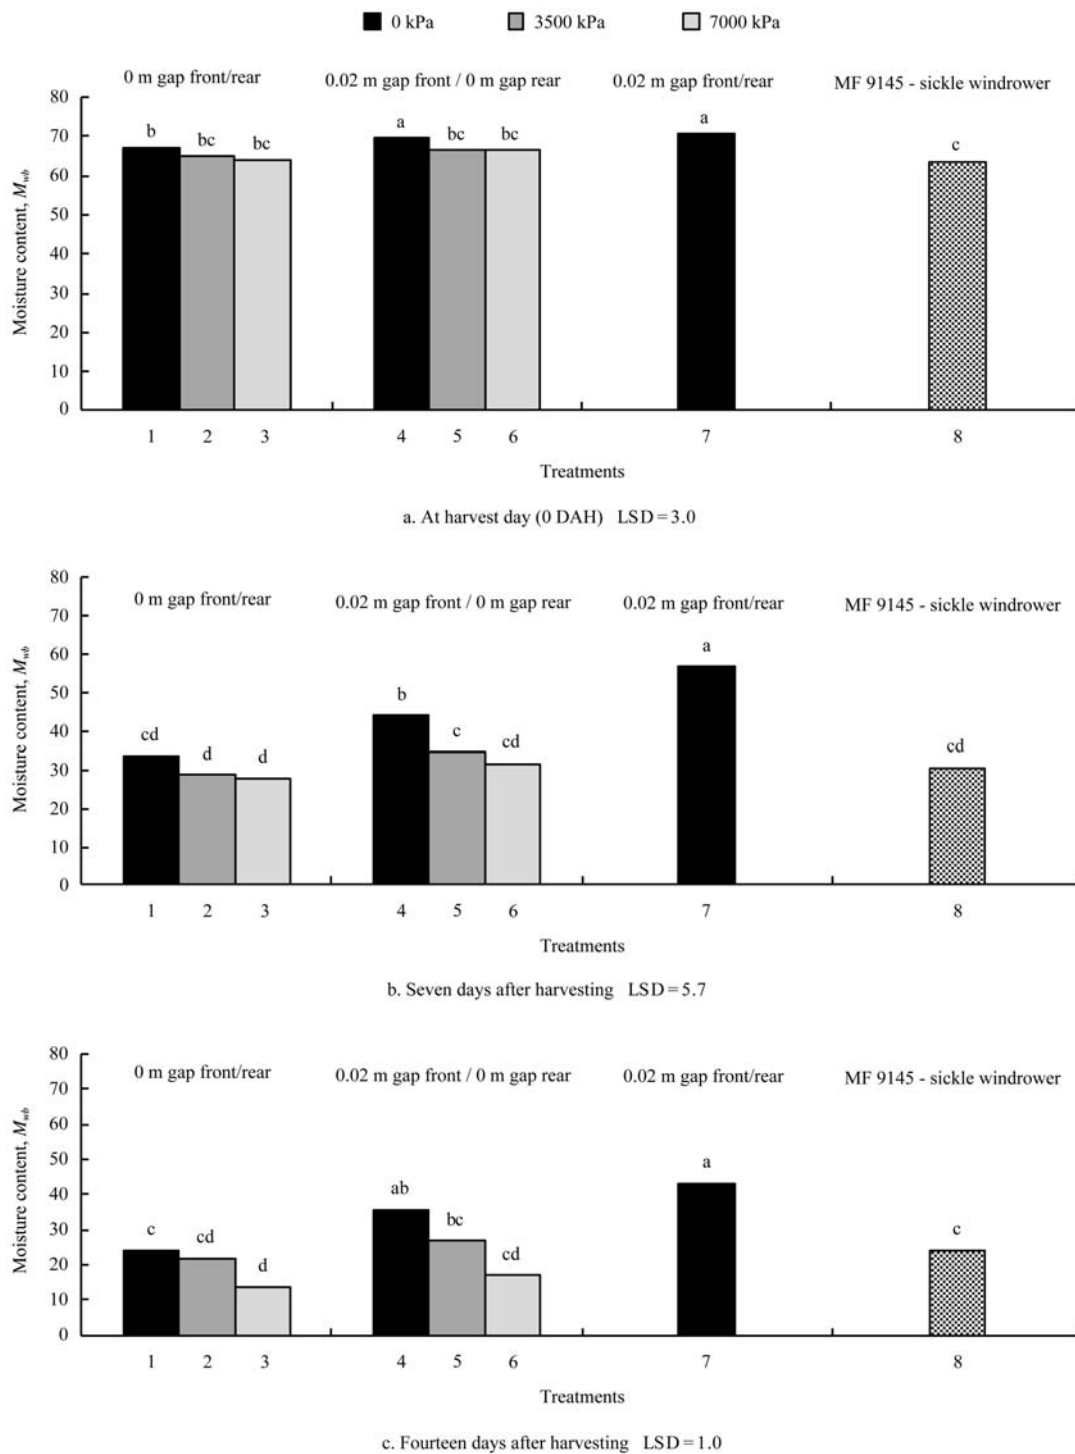 0 kPa 3500 kPa 7000 kPa
0 m gap front/rear 0.02 m gap front / 0 m gap rear 0.02 m gap front/rear MF 9145 - sickle windrower
80
70
60
50
40
30
20
10
0
Moisture content, M_wb
b bc bc a bc bc a c
1 2 3 4 5 6 7 8
Treatments
a. At harvest day (0 DAH) LSD = 3.0
0 m gap front/rear 0.02 m gap front / 0 m gap rear 0.02 m gap front/rear MF 9145 - sickle windrower
80
70
60
50
40
30
20
10
0
Moisture content, M_wb
cd d d b c cd a cd
1 2 3 4 5 6 7 8
Treatments
b. Seven days after harvesting LSD = 5.7
0 m gap front/rear 0.02 m gap front / 0 m gap rear 0.02 m gap front/rear MF 9145 - sickle windrower
80
70
60
50
40
30
20
10
0
Moisture content, M_wb
c cd d ab bc cd a c
1 2 3 4 5 6 7 8
Treatments
c. Fourteen days after harvesting LSD = 1.0